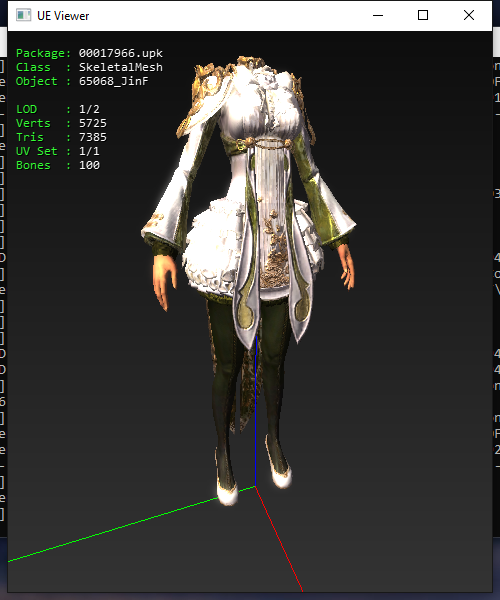 UE Viewer
Package: 00017966.upk
Class : SkeletalMesh
Object : 65068_JinF
LOD : 1/2
Verts : 5725
Tris : 7385
UV Set : 1/1
Bones : 100